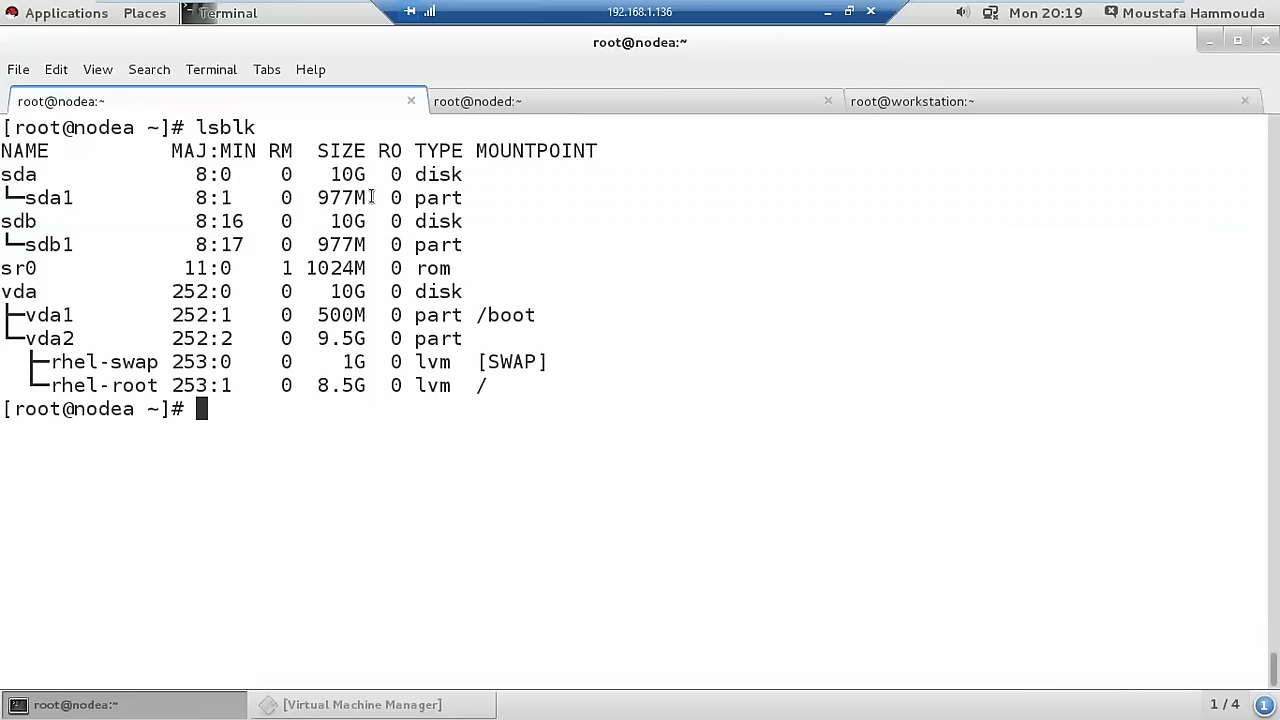 Applications Places Terminal 192.168.1.136 Mon 20:19 Moustafa Hammouda
root@nodea:~
File Edit View Search Terminal Tabs Help
root@nodea:~ root@noded:~ root@workstation:~
[root@nodea ~]# lsblk
NAME MAJ:MIN RM SIZE RO TYPE MOUNTPOINT
sda 8:0 0 10G 0 disk
└─sda1 8:1 0 977M 0 part
sdb 8:16 0 10G 0 disk
└─sdb1 8:17 0 977M 0 part
sr0 11:0 1 1024M 0 rom
vda 252:0 0 10G 0 disk
├─vda1 252:1 0 500M 0 part /boot
└─vda2 252:2 0 9.5G 0 part
├─rhel-swap 253:0 0 1G 0 lvm [SWAP]
└─rhel-root 253:1 0 8.5G 0 lvm /
[root@nodea ~]#
root@nodea:~ [Virtual Machine Manager] 1 / 4 1